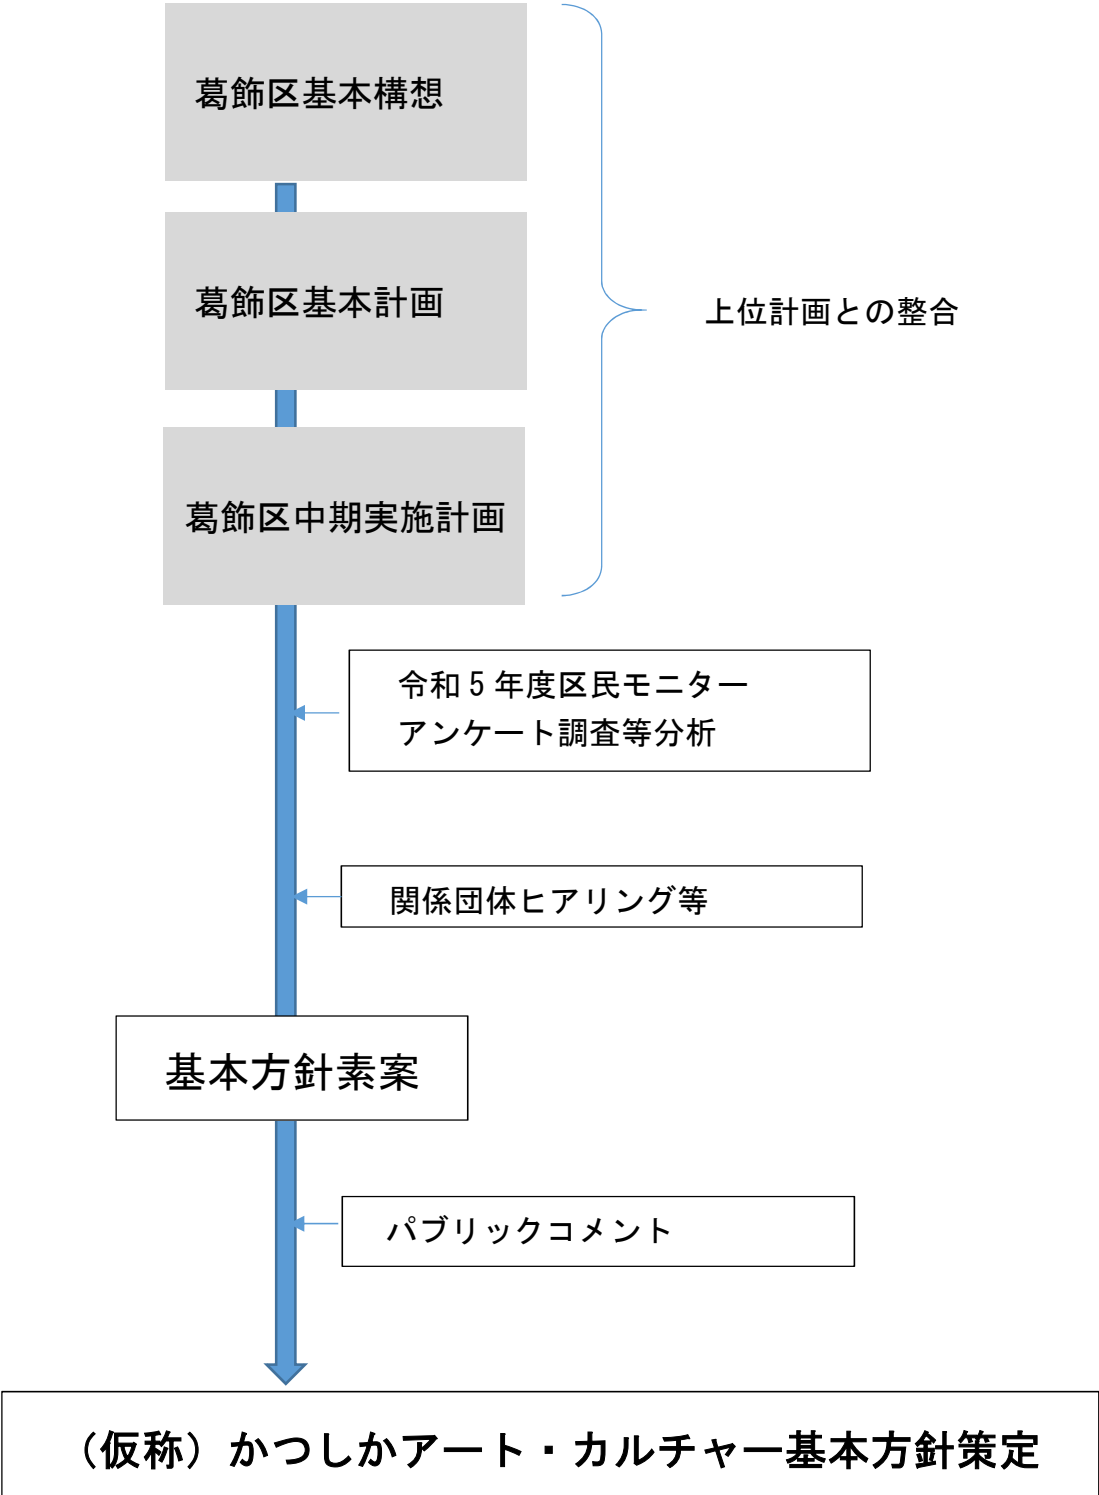 葛飾区基本構想
葛飾区基本計画
上位計画との整合
葛飾区中期実施計画
令和５年度区民モニター
アンケート調査等分析
関係団体ヒアリング等
基本方針素案
パブリックコメント
（仮称）かつしかアート・カルチャー基本方針策定